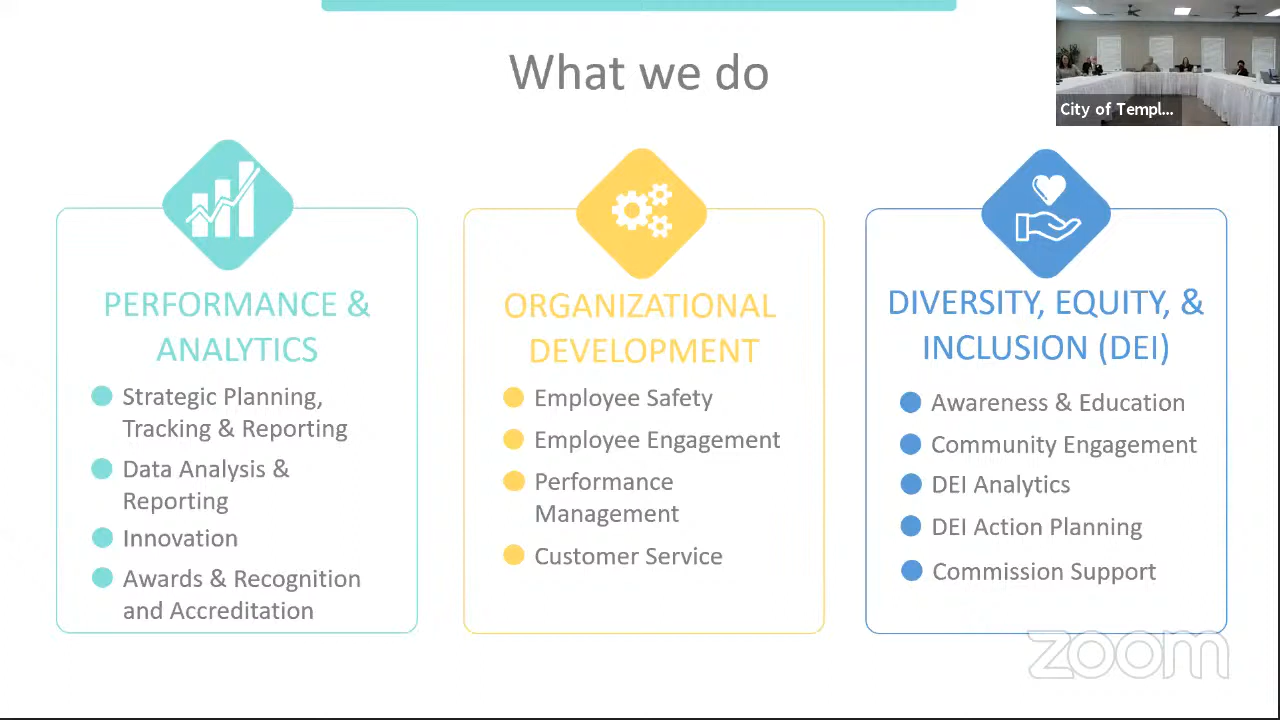 What we do
City of Templ...
PERFORMANCE &
ANALYTICS
Strategic Planning,
Tracking & Reporting
Data Analysis &
Reporting
Innovation
Awards & Recognition
and Accreditation
ORGANIZATIONAL
DEVELOPMENT
Employee Safety
Employee Engagement
Performance
Management
Customer Service
DIVERSITY, EQUITY, &
INCLUSION (DEI)
Awareness & Education
Community Engagement
DEI Analytics
DEI Action Planning
Commission Support
zoom